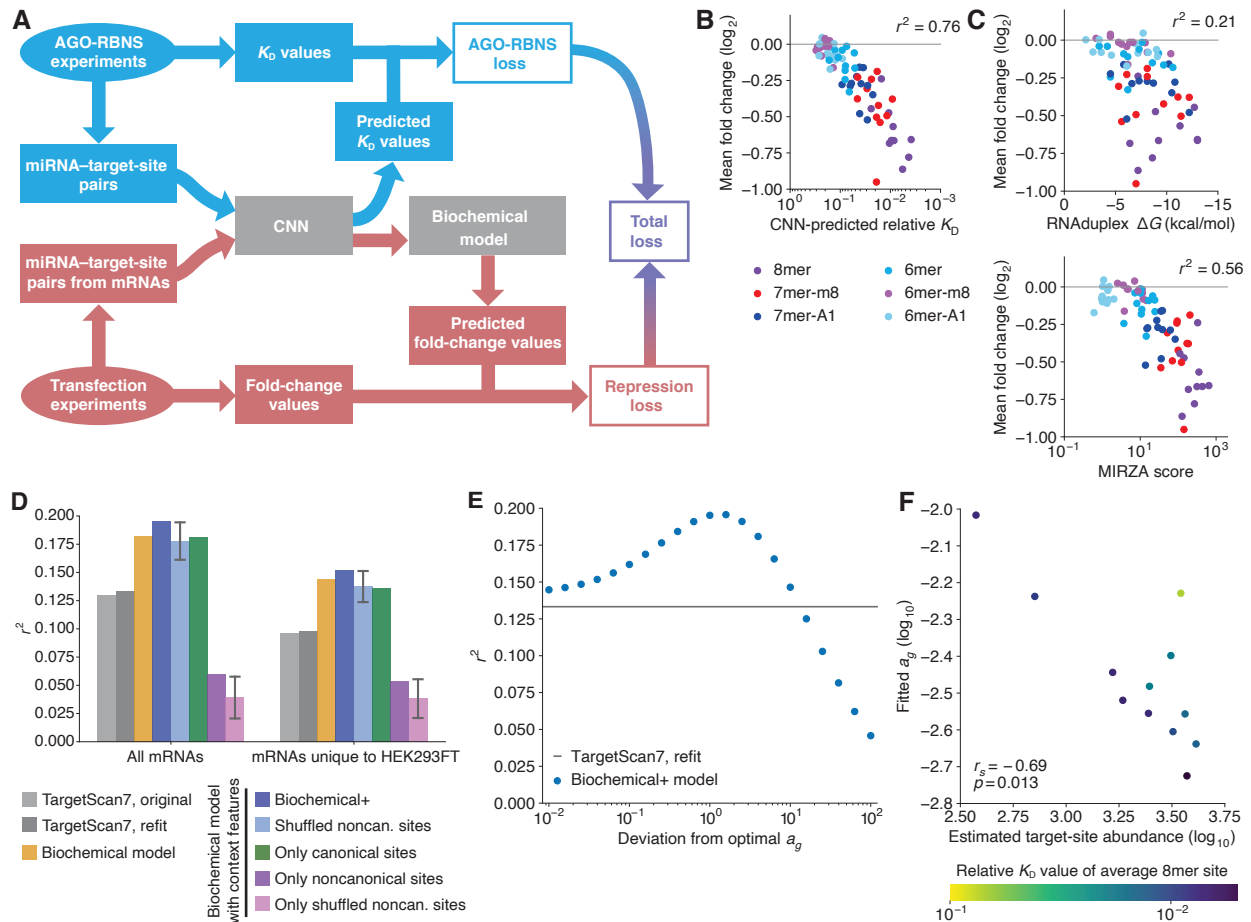 A
AGO-RBNS
experiments
K_D values
AGO-RBNS
loss
Predicted
K_D values
miRNA–target-site
pairs
CNN
Biochemical
model
Total
loss
miRNA–target-site
pairs from mRNAs
Predicted
fold-change values
Transfection
experiments
Fold-change
values
Repression
loss
B
r² = 0.76
Mean fold change (log₂)
0.00
−0.25
−0.50
−0.75
−1.00
10⁰ 10⁻¹ 10⁻² 10⁻³
CNN-predicted relative K_D
8mer
7mer-m8
7mer-A1
6mer
6mer-m8
6mer-A1
C
r² = 0.21
Mean fold change (log₂)
0.00
−0.25
−0.50
−0.75
−1.00
0 −5 −10 −15
RNAduplex ΔG (kcal/mol)
r² = 0.56
Mean fold change (log₂)
0.00
−0.25
−0.50
−0.75
−1.00
10⁻¹ 10¹ 10³
MIRZA score
D
r²
0.200
0.175
0.150
0.125
0.100
0.075
0.050
0.025
0.000
All mRNAs
mRNAs unique to HEK293FT
TargetScan7, original
TargetScan7, refit
Biochemical model
Biochemical model
with context features
Biochemical+
Shuffled noncan. sites
Only canonical sites
Only noncanonical sites
Only shuffled noncan. sites
E
r²
0.200
0.175
0.150
0.125
0.100
0.075
0.050
0.025
0.000
TargetScan7, refit
Biochemical+ model
10⁻² 10⁻¹ 10⁰ 10¹ 10²
Deviation from optimal a_g
F
Fitted a_g (log₁₀)
−2.0
−2.1
−2.2
−2.3
−2.4
−2.5
−2.6
−2.7
−2.8
r_s = −0.69
p = 0.013
2.50 2.75 3.00 3.25 3.50 3.75
Estimated target-site abundance (log₁₀)
Relative K_D value of average 8mer site
10⁻¹ 10⁻²